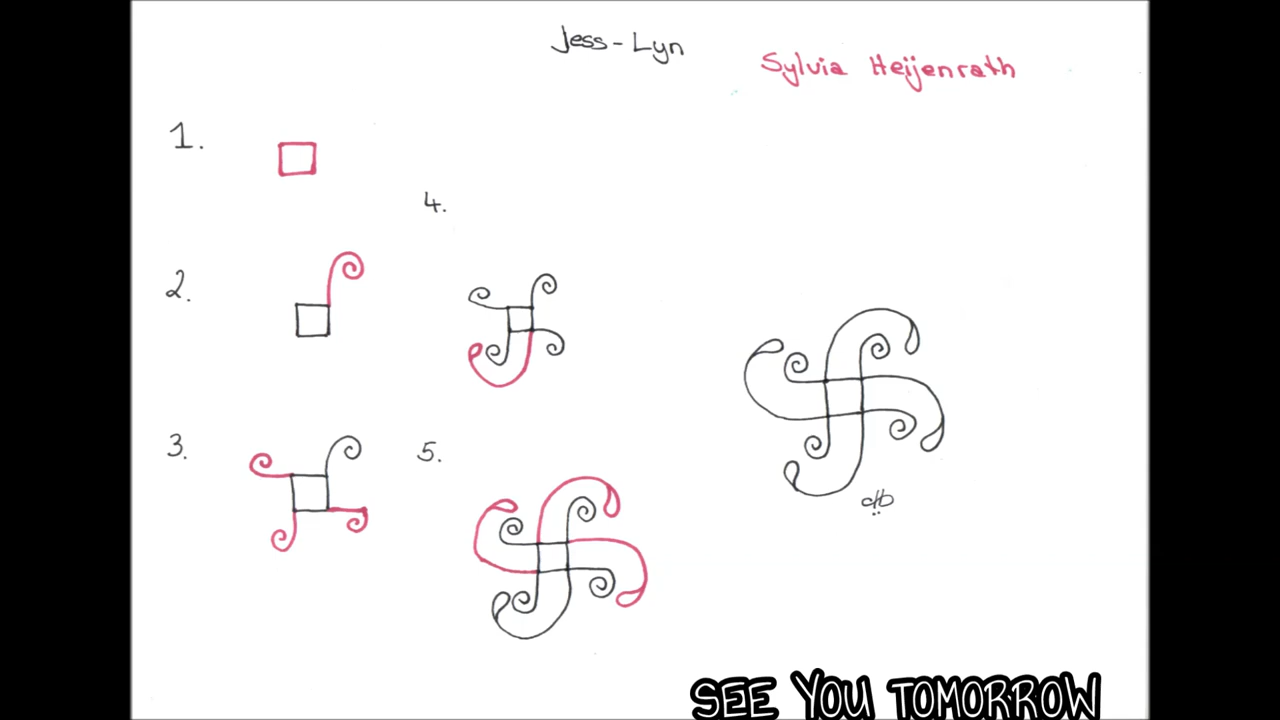 Jess-Lyn
Sylvia Heijenrath
1.
2.
3.
4.
5.
SEE YOU TOMORROW